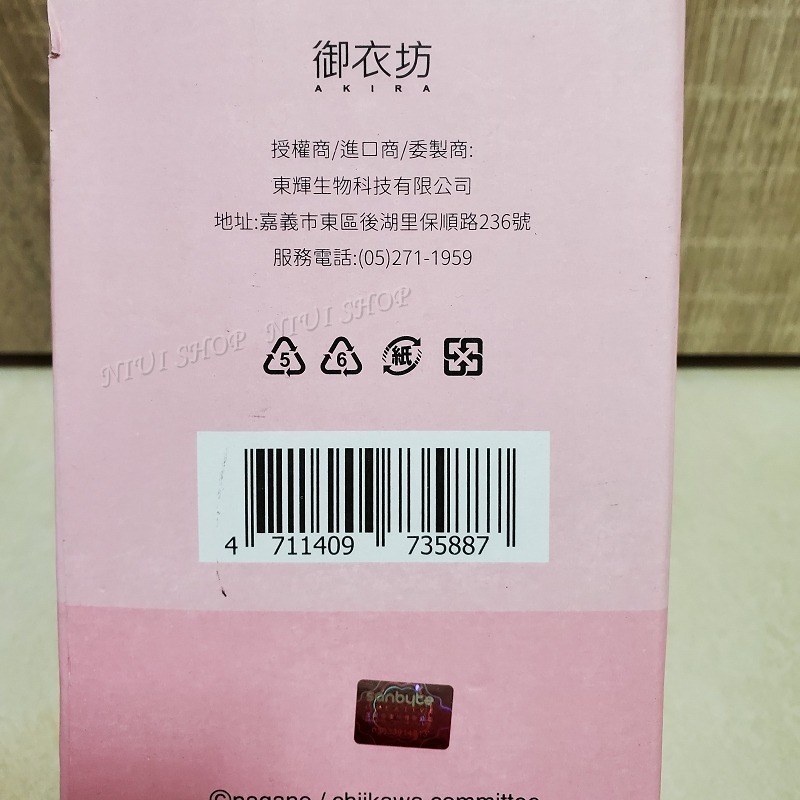 御衣坊
AKIRA
授權商/進口商/委製商:
東輝生物科技有限公司
地址:嘉義市東區後湖里保順路236號
服務電話:(05)271-1959
NIUI SHOP NIUI SHOP
5 6 紙
4 711409 735887
sanbyte
©nagano / chiikawa committee